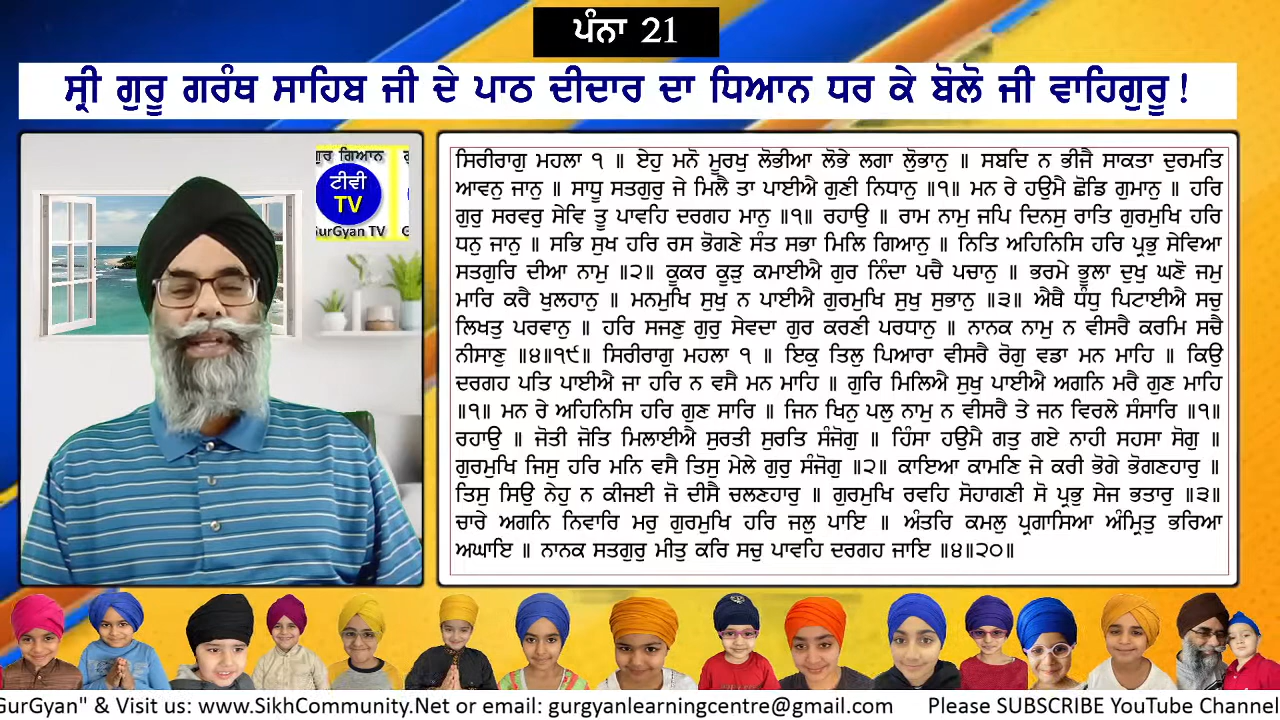 ਪੰਨਾ 21
ਸ੍ਰੀ ਗੁਰੂ ਗਰੰਥ ਸਾਹਿਬ ਜੀ ਦੇ ਪਾਠ ਦੀਦਾਰ ਦਾ ਧਿਆਨ ਧਰ ਕੇ ਬੋਲੋ ਜੀ ਵਾਹਿਗੁਰੂ!
ਗੁਰ ਗਿਆਨ
ਟੀਵੀ
TV
GurGyan TV
ਸਿਰੀਰਾਗੁ ਮਹਲਾ ੧ ॥ ਏਹੁ ਮਨੋ ਮੂਰਖੁ ਲੋਭੀਆ ਲੋਭੇ ਲਗਾ ਲੋੁਭਾਨੁ ॥ ਸਬਦਿ ਨ ਭੀਜੈ ਸਾਕਤਾ ਦੁਰਮਤਿ
ਆਵਨੁ ਜਾਨੁ ॥ ਸਾਧੂ ਸਤਗੁਰੁ ਜੇ ਮਿਲੈ ਤਾ ਪਾਈਐ ਗੁਣੀ ਨਿਧਾਨੁ ॥੧॥ ਮਨ ਰੇ ਹਉਮੈ ਛੋਡਿ ਗੁਮਾਨੁ ॥ ਹਰਿ
ਗੁਰੁ ਸਰਵਰੁ ਸੇਵਿ ਤੂ ਪਾਵਹਿ ਦਰਗਹ ਮਾਨੁ ॥੧॥ ਰਹਾਉ ॥ ਰਾਮ ਨਾਮੁ ਜਪਿ ਦਿਨਸੁ ਰਾਤਿ ਗੁਰਮੁਖਿ ਹਰਿ
ਧਨੁ ਜਾਨੁ ॥ ਸਭਿ ਸੁਖ ਹਰਿ ਰਸ ਭੋਗਣੇ ਸੰਤ ਸਭਾ ਮਿਲਿ ਗਿਆਨੁ ॥ ਨਿਤਿ ਅਹਿਨਿਸਿ ਹਰਿ ਪ੍ਰਭੁ ਸੇਵਿਆ
ਸਤਗੁਰਿ ਦੀਆ ਨਾਮੁ ॥੨॥ ਕੂਕਰ ਕੂੜੁ ਕਮਾਈਐ ਗੁਰ ਨਿੰਦਾ ਪਚੈ ਪਚਾਨੁ ॥ ਭਰਮੇ ਭੂਲਾ ਦੁਖੁ ਘਣੋ ਜਮੁ
ਮਾਰਿ ਕਰੈ ਖੁਲਹਾਨੁ ॥ ਮਨਮੁਖਿ ਸੁਖੁ ਨ ਪਾਈਐ ਗੁਰਮੁਖਿ ਸੁਖੁ ਸੁਭਾਨੁ ॥੩॥ ਐਥੈ ਧੰਧੁ ਪਿਟਾਈਐ ਸਚੁ
ਲਿਖਤੁ ਪਰਵਾਨੁ ॥ ਹਰਿ ਸਜਣੁ ਗੁਰੁ ਸੇਵਦਾ ਗੁਰ ਕਰਣੀ ਪਰਧਾਨੁ ॥ ਨਾਨਕ ਨਾਮੁ ਨ ਵੀਸਰੈ ਕਰਮਿ ਸਚੈ
ਨੀਸਾਣੁ ॥੪॥੧੯॥ ਸਿਰੀਰਾਗੁ ਮਹਲਾ ੧ ॥ ਇਕੁ ਤਿਲੁ ਪਿਆਰਾ ਵੀਸਰੈ ਰੋਗੁ ਵਡਾ ਮਨ ਮਾਹਿ ॥ ਕਿਉ
ਦਰਗਹ ਪਤਿ ਪਾਈਐ ਜਾ ਹਰਿ ਨ ਵਸੈ ਮਨ ਮਾਹਿ ॥ ਗੁਰਿ ਮਿਲਿਐ ਸੁਖੁ ਪਾਈਐ ਅਗਨਿ ਮਰੈ ਗੁਣ ਮਾਹਿ
॥੧॥ ਮਨ ਰੇ ਅਹਿਨਿਸਿ ਹਰਿ ਗੁਣ ਸਾਰਿ ॥ ਜਿਨ ਖਿਨੁ ਪਲੁ ਨਾਮੁ ਨ ਵੀਸਰੈ ਤੇ ਜਨ ਵਿਰਲੇ ਸੰਸਾਰਿ ॥੧॥
ਰਹਾਉ ॥ ਜੋਤੀ ਜੋਤਿ ਮਿਲਾਈਐ ਸੁਰਤੀ ਸੁਰਤਿ ਸੰਜੋਗੁ ॥ ਹਿੰਸਾ ਹਉਮੈ ਗਤੁ ਗਏ ਨਾਹੀ ਸਹਸਾ ਸੋਗੁ ॥
ਗੁਰਮੁਖਿ ਜਿਸੁ ਹਰਿ ਮਨਿ ਵਸੈ ਤਿਸੁ ਮੇਲੇ ਗੁਰੁ ਸੰਜੋਗੁ ॥੨॥ ਕਾਇਆ ਕਾਮਣਿ ਜੇ ਕਰੀ ਭੋਗੇ ਭੋਗਣਹਾਰੁ ॥
ਤਿਸੁ ਸਿਉ ਨੇਹੁ ਨ ਕੀਜਈ ਜੋ ਦੀਸੈ ਚਲਣਹਾਰੁ ॥ ਗੁਰਮੁਖਿ ਰਵਹਿ ਸੋਹਾਗਣੀ ਸੋ ਪ੍ਰਭੁ ਸੇਜ ਭਤਾਰੁ ॥੩॥
ਚਾਰੇ ਅਗਨਿ ਨਿਵਾਰਿ ਮਰੁ ਗੁਰਮੁਖਿ ਹਰਿ ਜਲੁ ਪਾਇ ॥ ਅੰਤਰਿ ਕਮਲੁ ਪ੍ਰਗਾਸਿਆ ਅੰਮ੍ਰਿਤੁ ਭਰਿਆ
ਅਘਾਇ ॥ ਨਾਨਕ ਸਤਗੁਰੁ ਮੀਤੁ ਕਰਿ ਸਚੁ ਪਾਵਹਿ ਦਰਗਹ ਜਾਇ ॥੪॥੨੦॥
GurGyan" & Visit us: www.SikhCommunity.Net or email: gurgyanlearningcentre@gmail.com Please SUBSCRIBE YouTube Channel